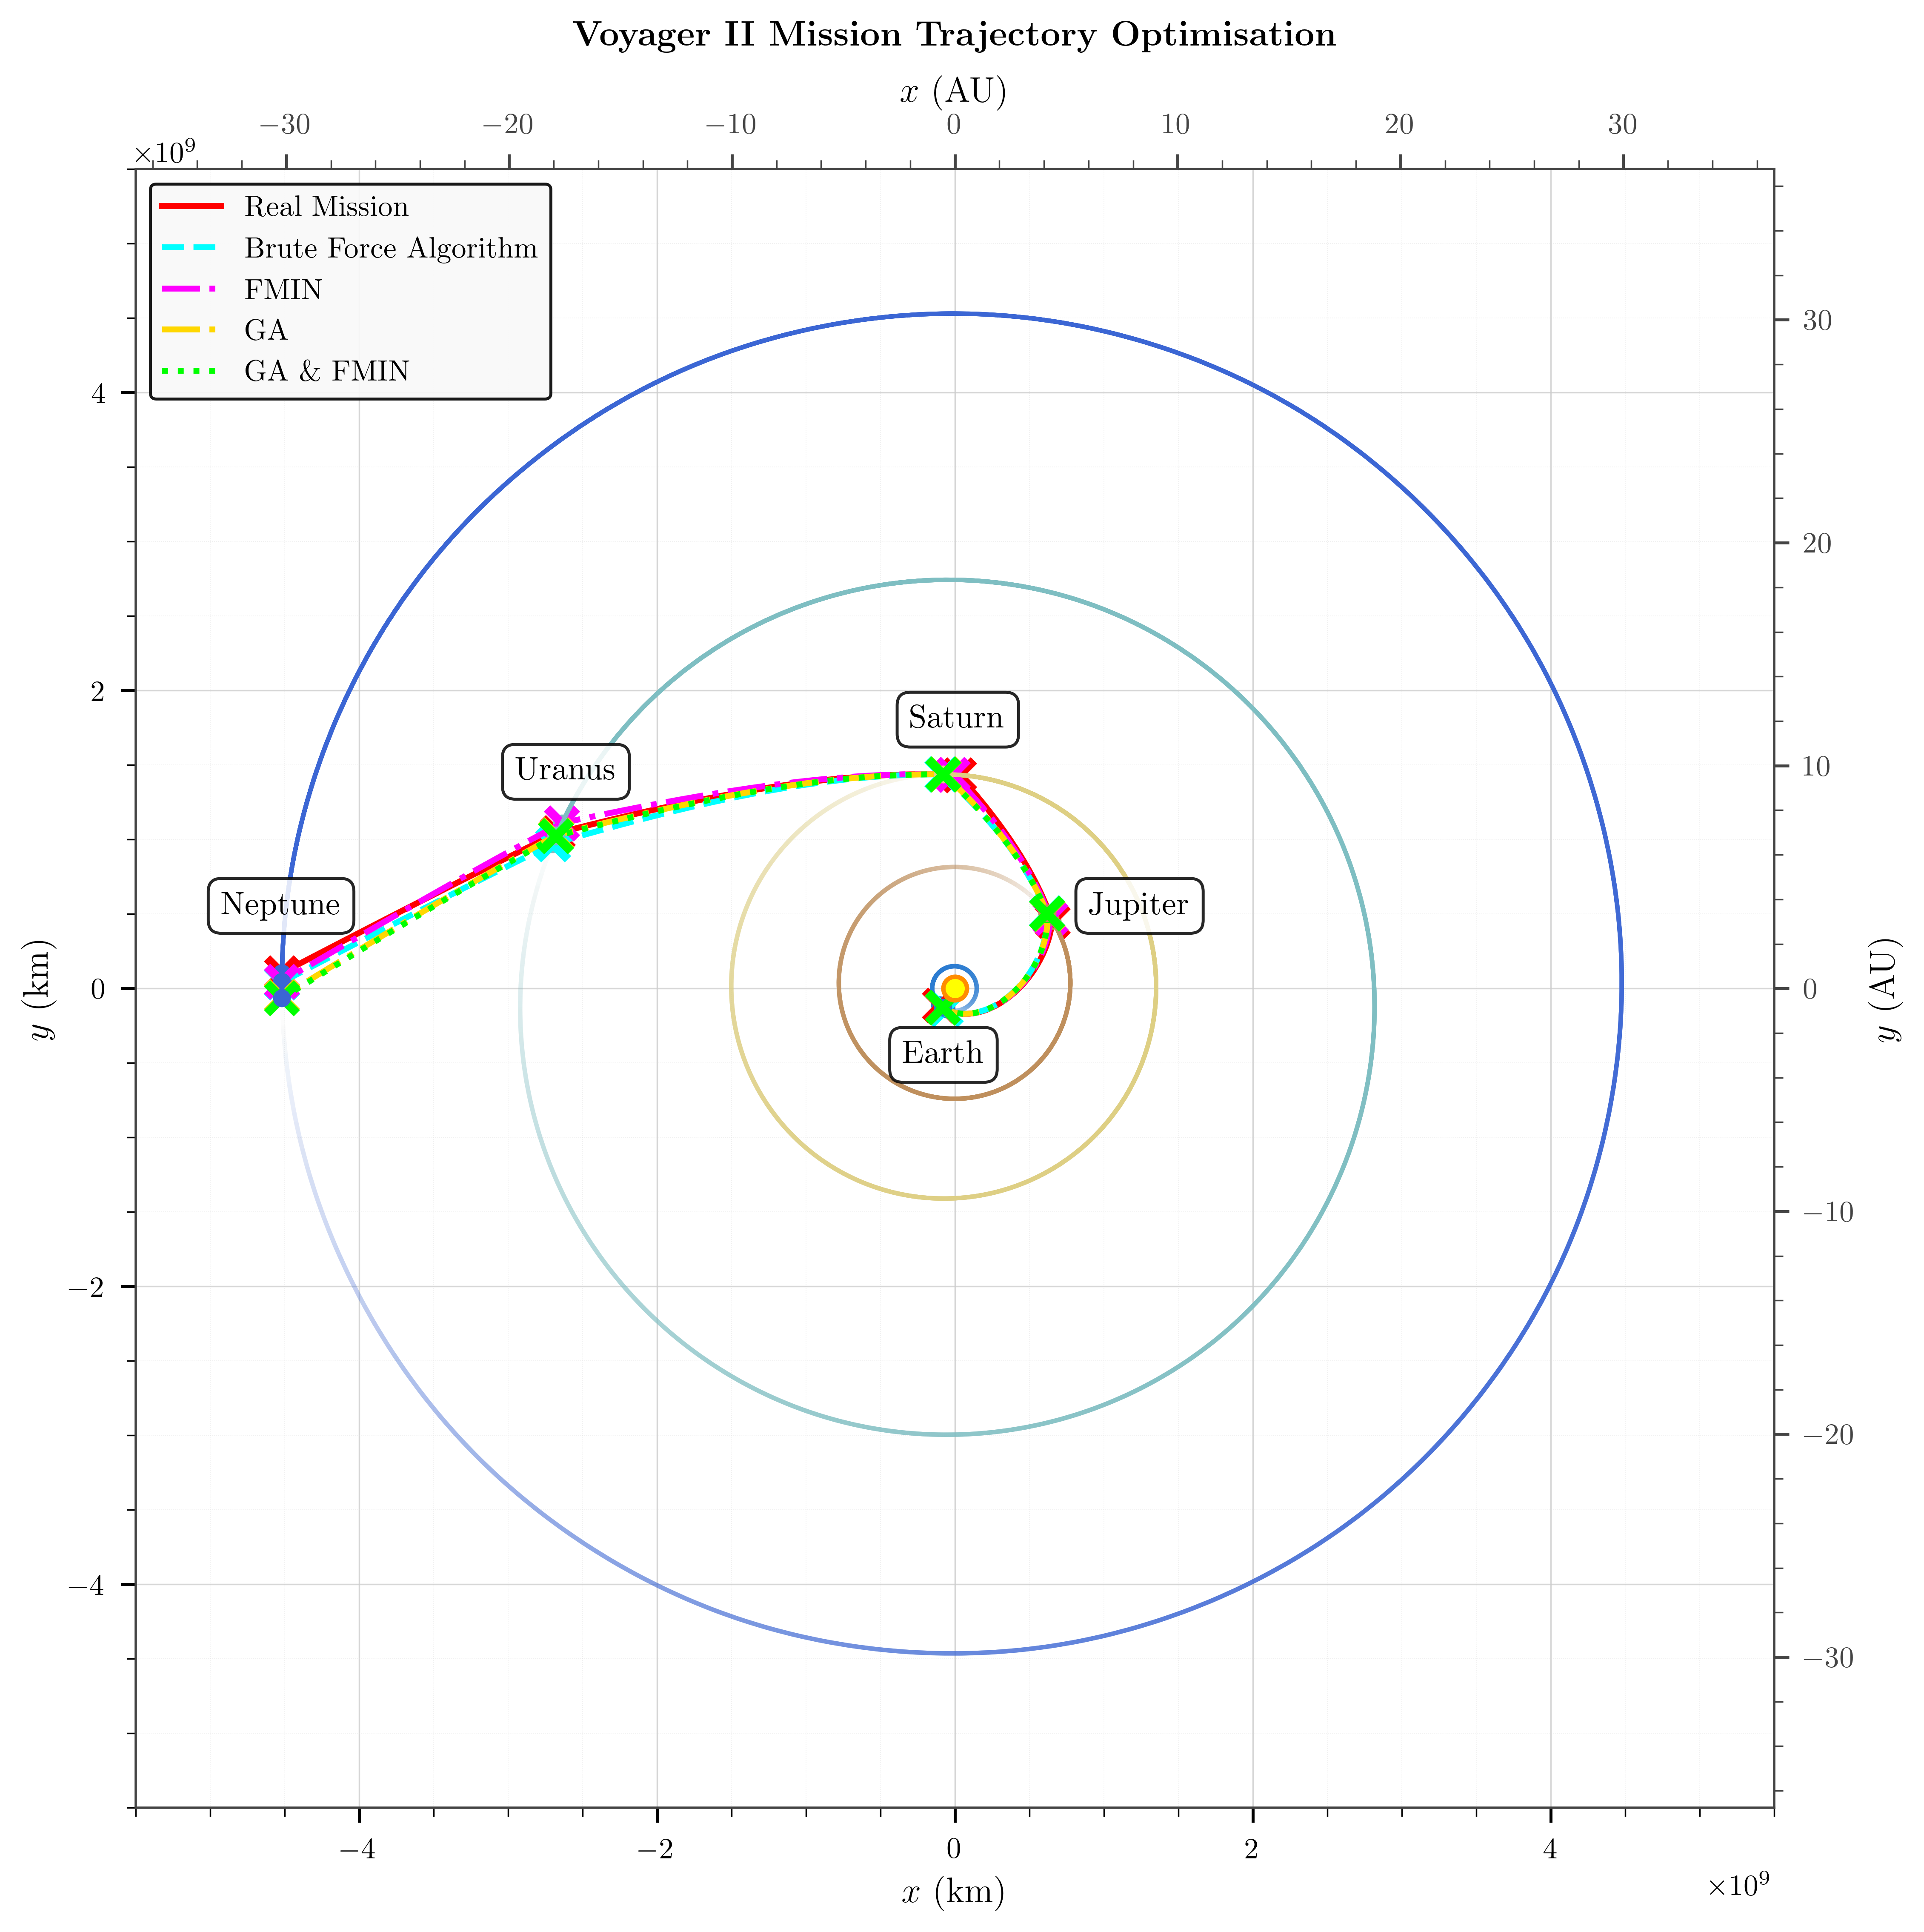 Voyager II Mission Trajectory Optimisation
x (AU)
−30 −20 −10 0 10 20 30
×10⁹
Real Mission
Brute Force Algorithm
FMIN
GA
GA & FMIN
30
4
20
2
Saturn
10
Uranus
Neptune
Jupiter
0
0
Earth
y (km)
y (AU)
−10
−2
−20
−4
−30
−4 −2 0 2 4
x (km)
×10⁹